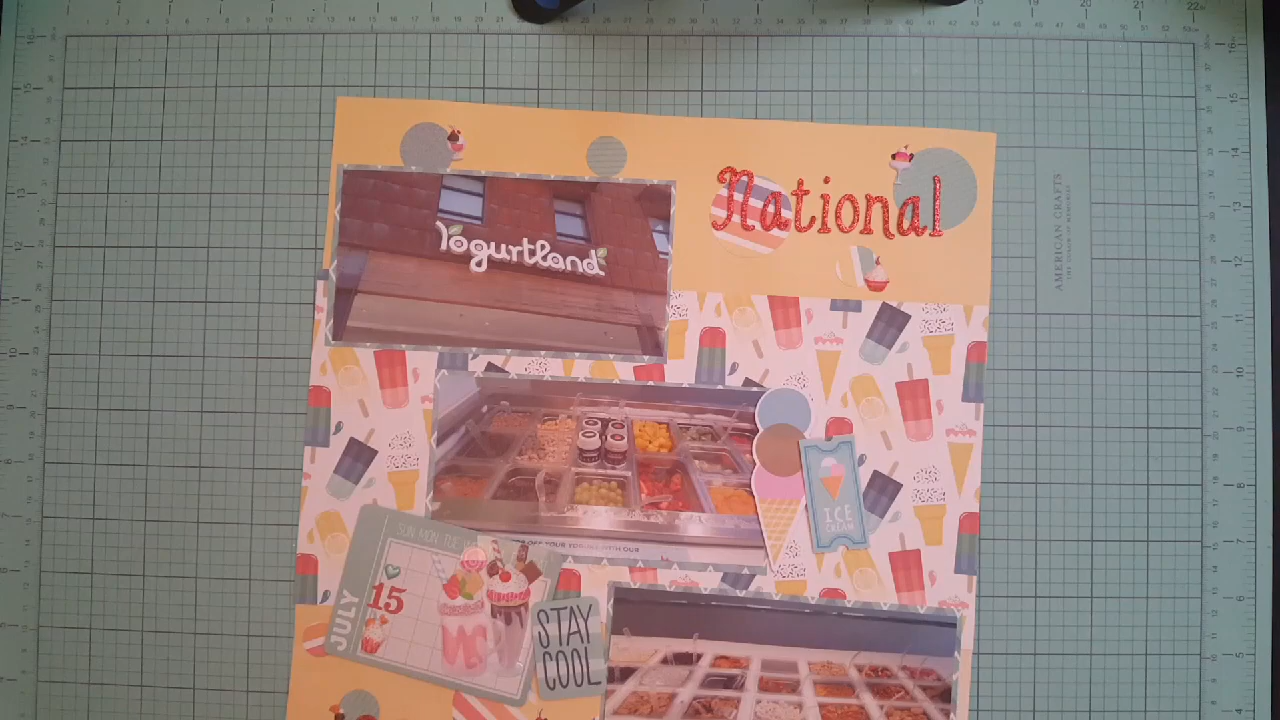 National
Yogurtland
AMERICAN CRAFTS
ICE
CREAM
SUN MON TUE
15
JULY
STAY
COOL